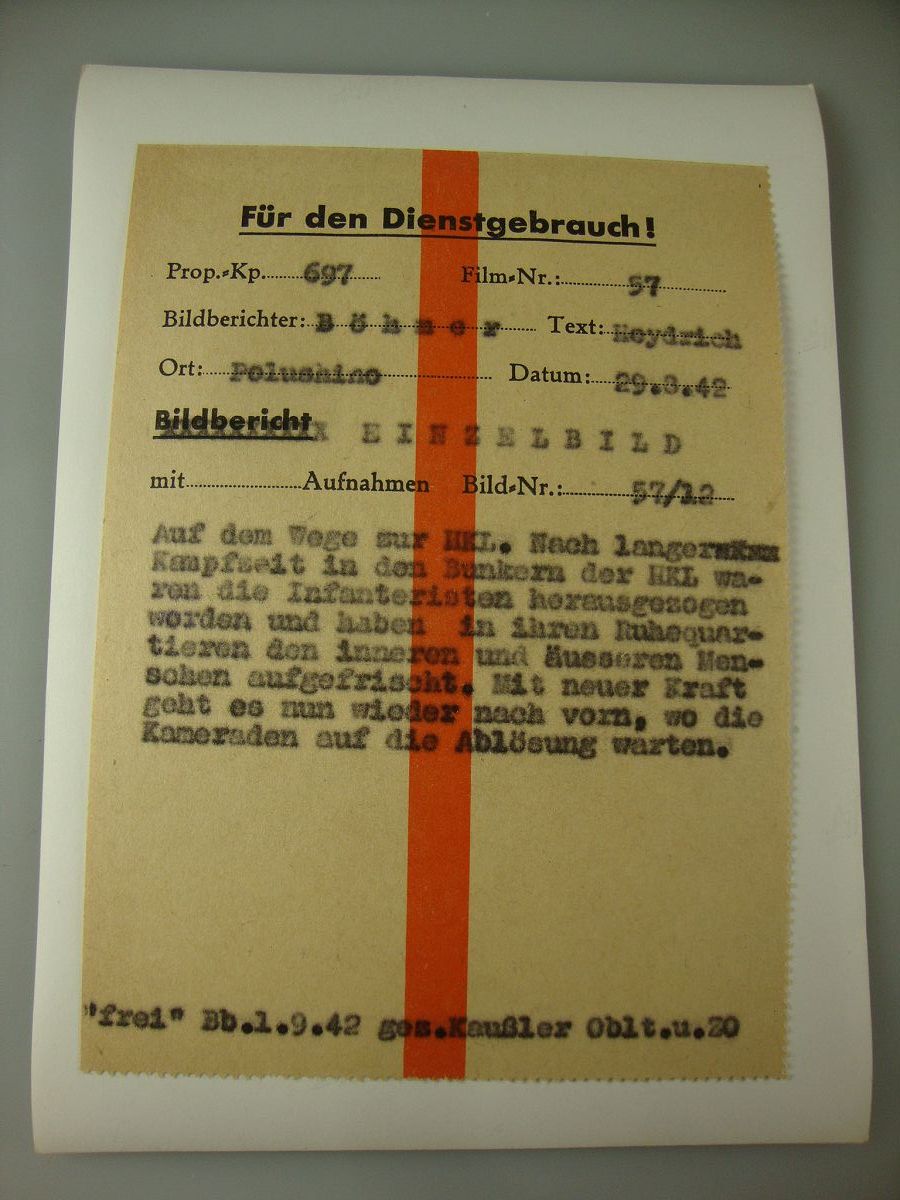 Für den Dienstgebrauch!
Prop.-Kp. 697 Film-Nr.: 57
Bildberichter: Böhmer Text: Heydrich
Ort: Polushino Datum: 29.8.42
Bildbericht EINZELBILD
mit Aufnahmen Bild-Nr.: 57/12
Auf dem Wege zur HKL. Nach langer
Kampfzeit in den Bunkern der HKL wa-
ren die Infanteristen herausgezogen
worden und haben in ihren Ruhequar-
tieren den inneren und äusseren Men-
schen aufgefrischt. Mit neuer Kraft
geht es nun wieder nach vorn, wo die
Kameraden auf die Ablösung warten.
"frei" Bb.1.9.42 gez.Kaußler Oblt.u.ZO